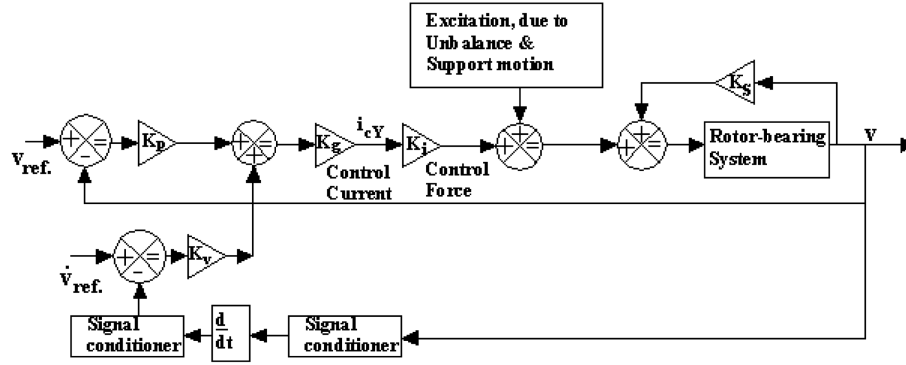 Excitation, due to
Unbalance &
Support motion
K_S
+
-
=
K_p
+
+
=
K_g
i_cY
K_i
+
+
=
+
+
=
Rotor-bearing
System
V
V_ref.
Control
Current
Control
Force
+
-
=
K_v
V̇_ref.
Signal
conditioner
d
dt
Signal
conditioner